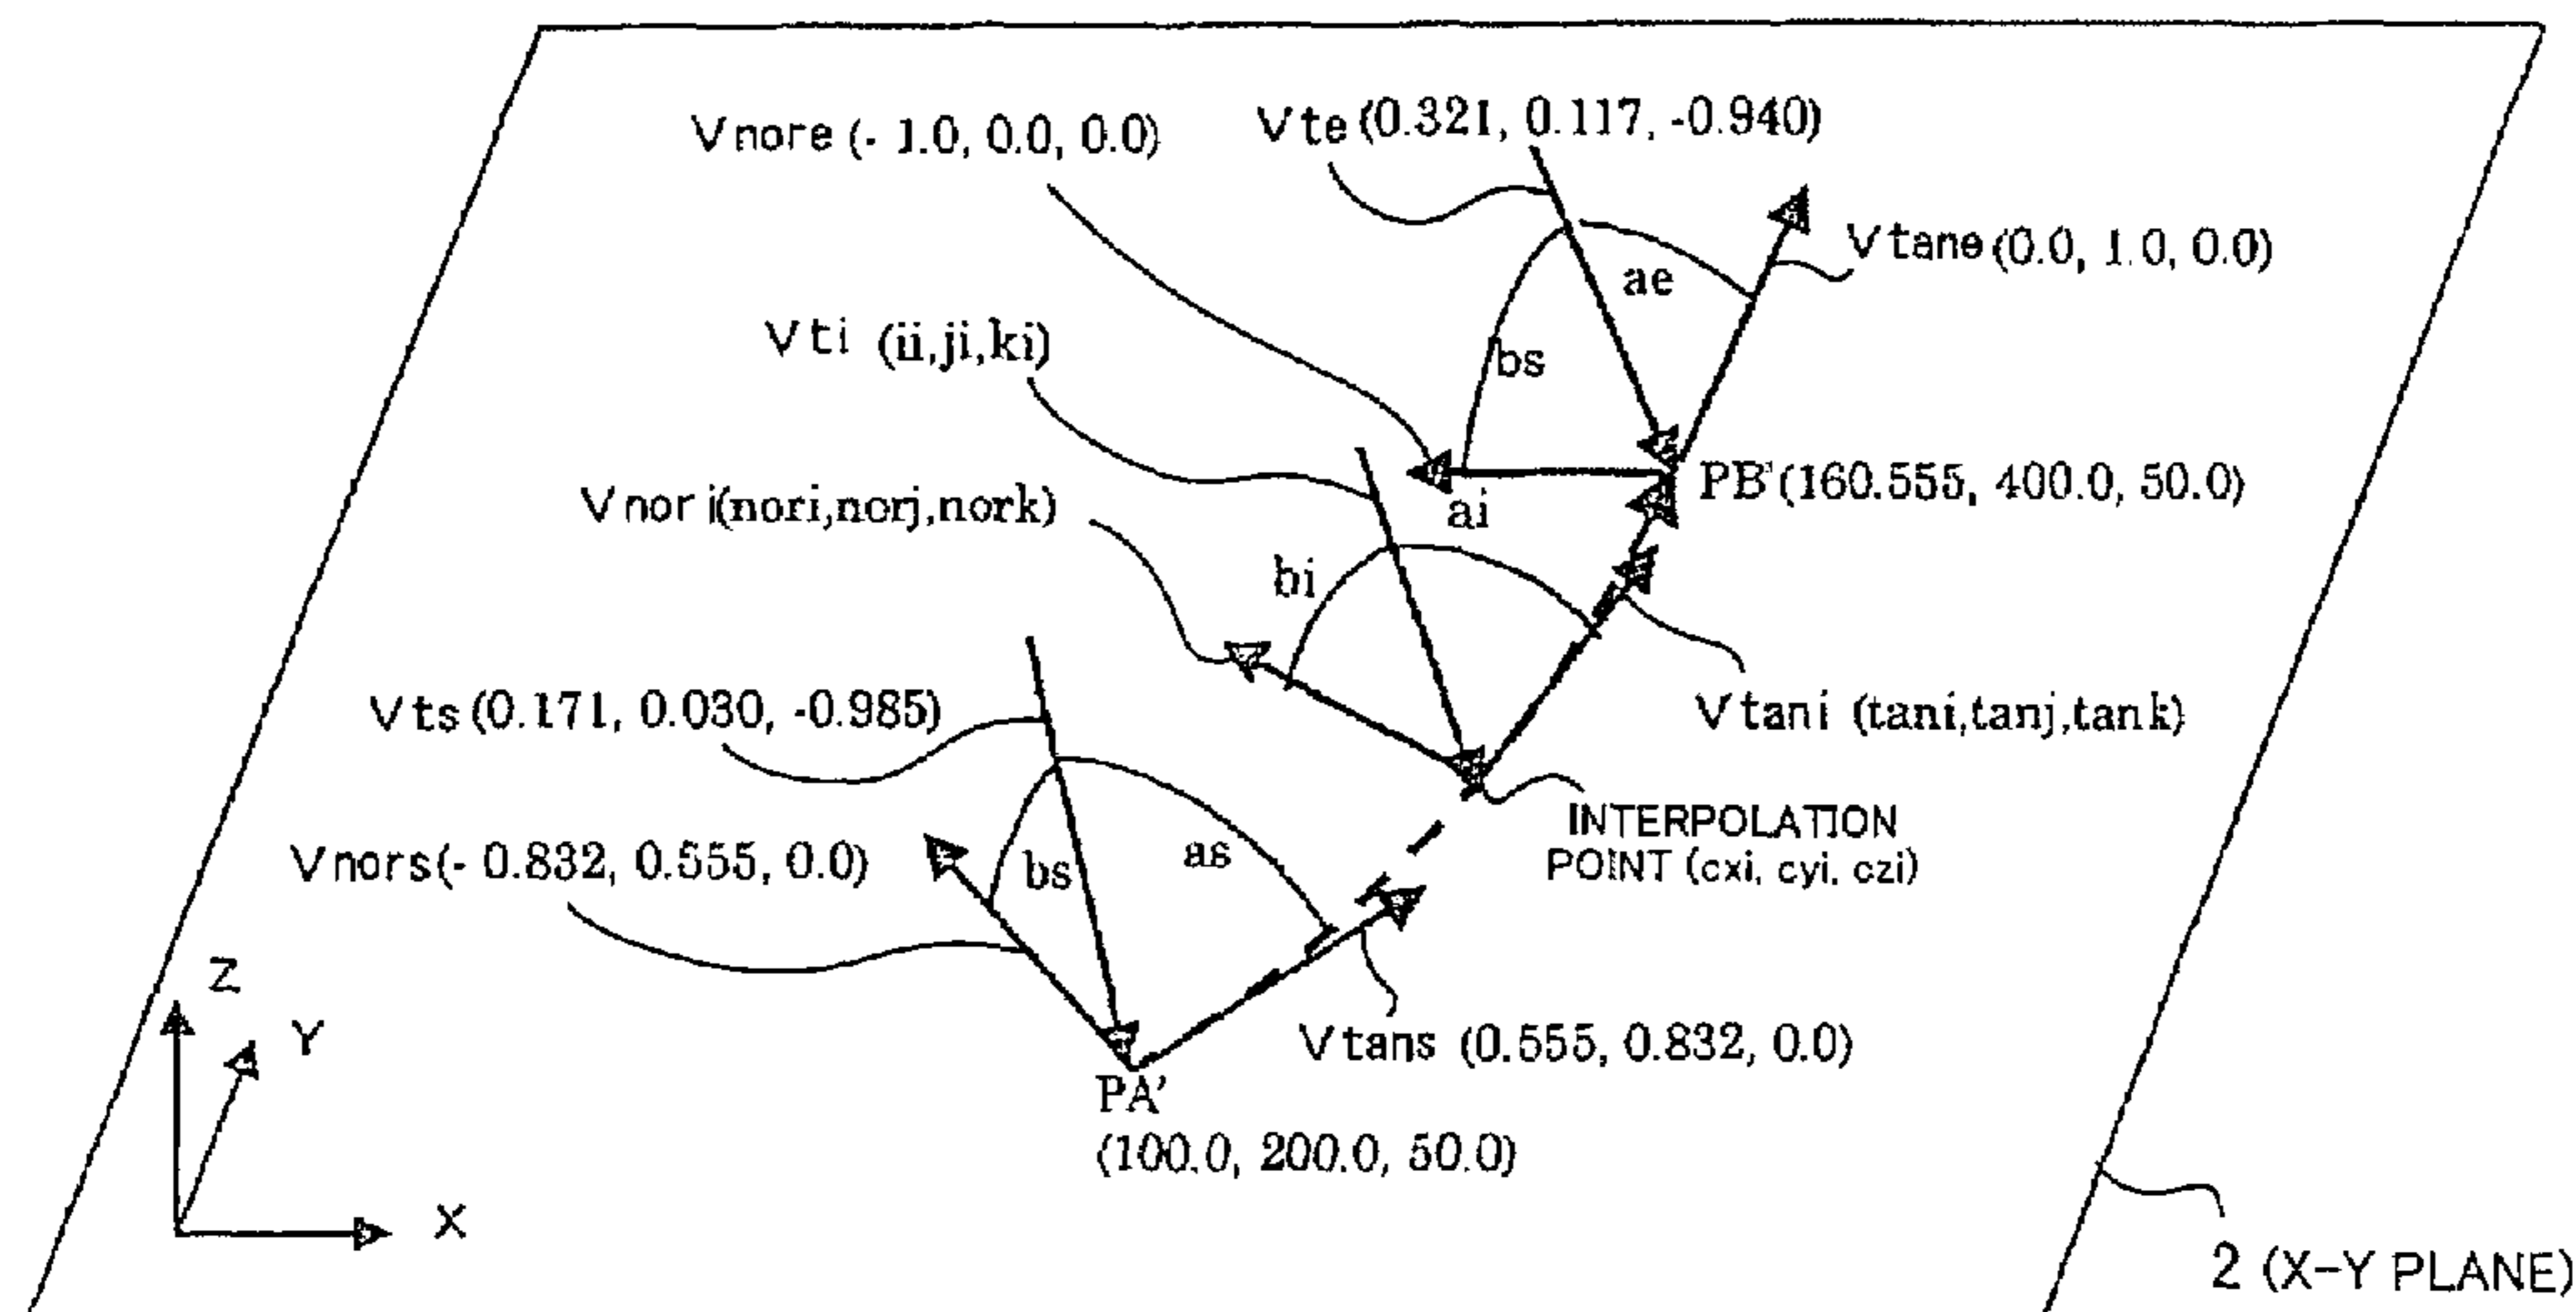 Vnore (- 1.0, 0.0, 0.0)
Vte (0.321, 0.117, -0.940)
Vtane (0.0, 1.0, 0.0)
ae
Vti (ii,ji,ki)
bs
PB'(160.555, 400.0, 50.0)
Vnori(nori,norj,nork)
ai
bi
Vts (0.171, 0.030, -0.985)
Vtani (tani,tanj,tank)
INTERPOLATION
POINT (cxi, cyi, czi)
Vnors(- 0.832, 0.555, 0.0)
bs
as
Z
Y
X
Vtans (0.555, 0.832, 0.0)
PA'
(100.0, 200.0, 50.0)
2 (X-Y PLANE)